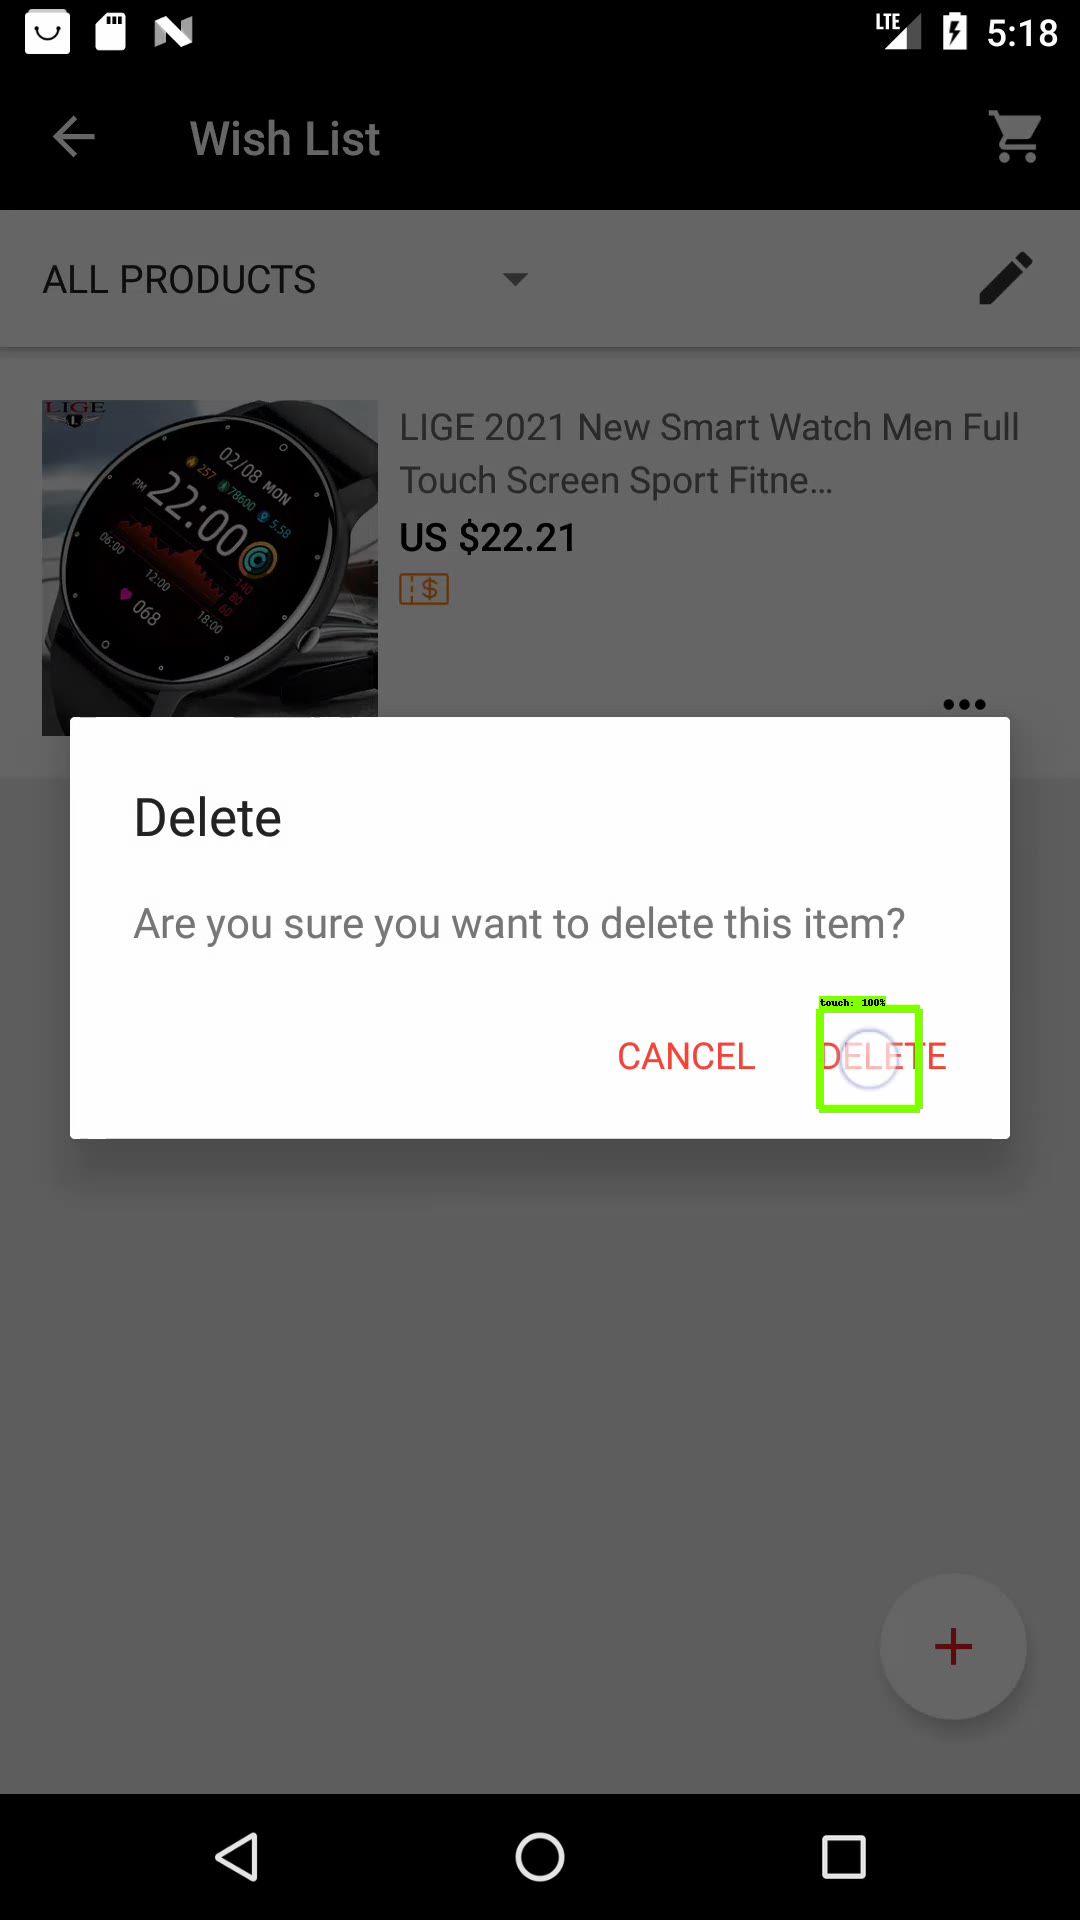 LTE 5:18
Wish List
ALL PRODUCTS
LIGE
L
02/08 MON
257 78600 5.58
PM 22:00
06:00
12:00
18:00
140
80
60
068
LIGE 2021 New Smart Watch Men Full
Touch Screen Sport Fitne...
US $22.21
$
Delete
Are you sure you want to delete this item?
touch: 100%
CANCEL DELETE